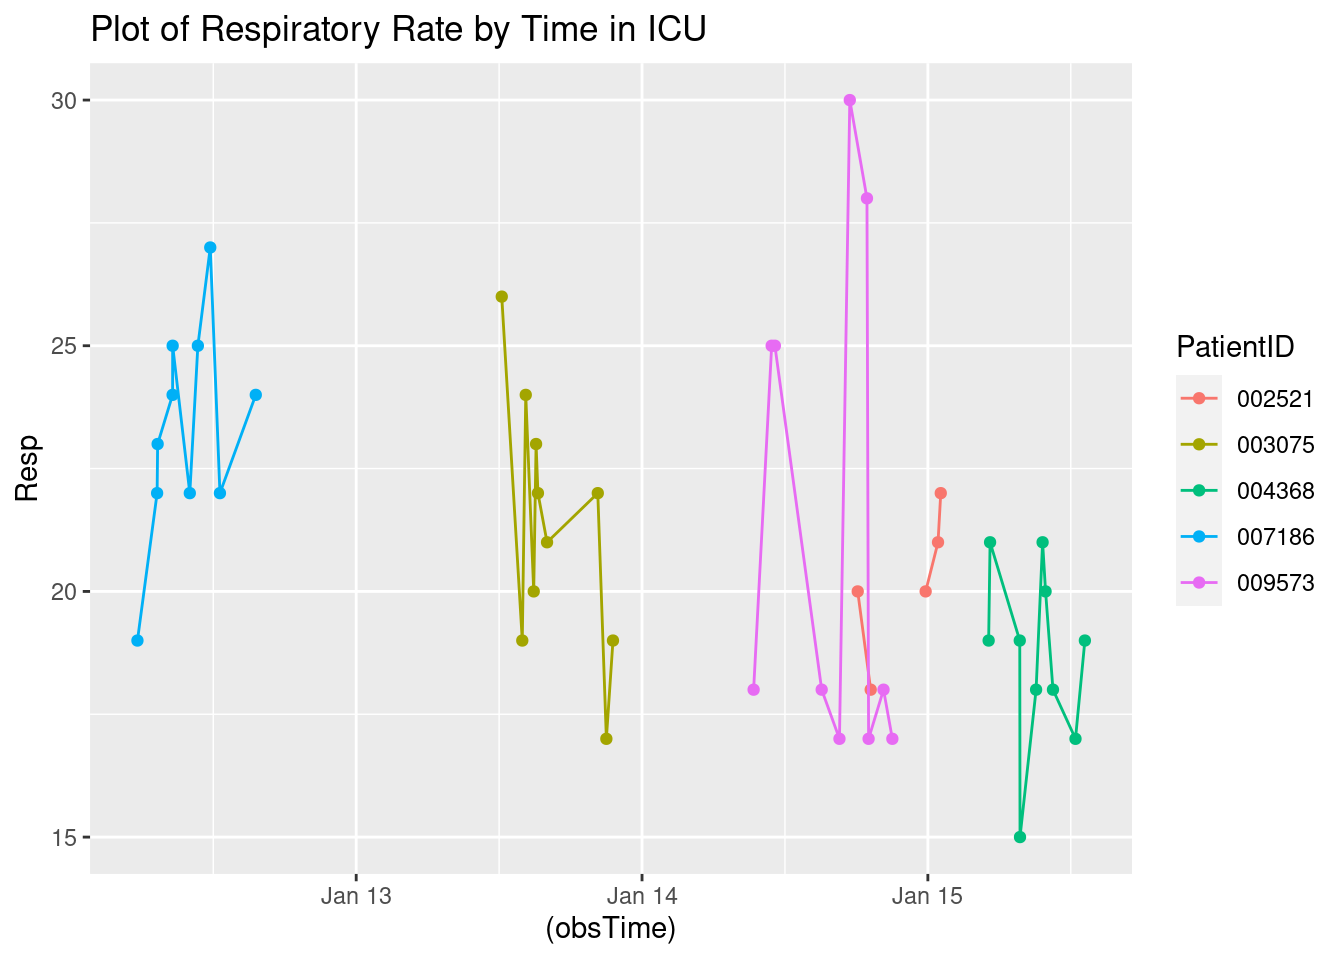 Plot of Respiratory Rate by Time in ICU
30
25
20
15
Resp
Jan 13
Jan 14
Jan 15
(obsTime)
PatientID
002521
003075
004368
007186
009573